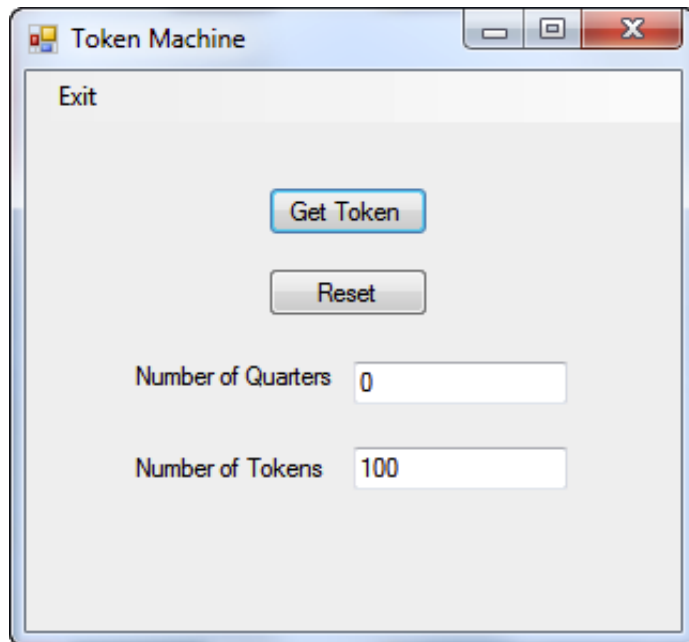 Token Machine
Exit
Get Token
Reset
Number of Quarters 0
Number of Tokens 100